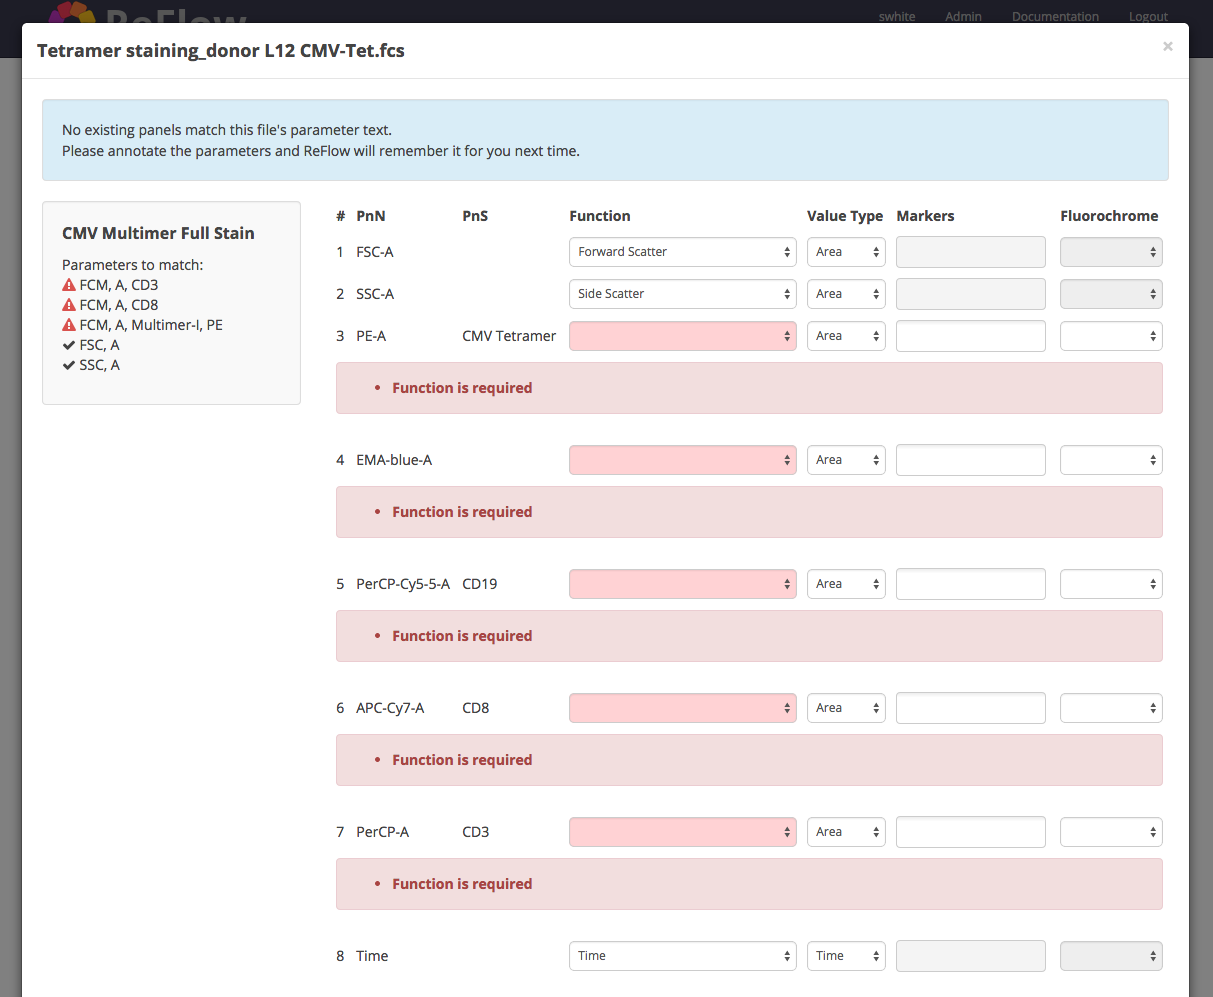 ReFlow
swhite Admin Documentation Logout
Tetramer staining_donor L12 CMV-Tet.fcs ×
No existing panels match this file's parameter text.
Please annotate the parameters and ReFlow will remember it for you next time.
CMV Multimer Full Stain
Parameters to match:
FCM, A, CD3
FCM, A, CD8
FCM, A, Multimer-I, PE
FSC, A
SSC, A
# PnN PnS Function Value Type Markers Fluorochrome
1 FSC-A Forward Scatter Area
2 SSC-A Side Scatter Area
3 PE-A CMV Tetramer Area
• Function is required
4 EMA-blue-A Area
• Function is required
5 PerCP-Cy5-5-A CD19 Area
• Function is required
6 APC-Cy7-A CD8 Area
• Function is required
7 PerCP-A CD3 Area
• Function is required
8 Time Time Time